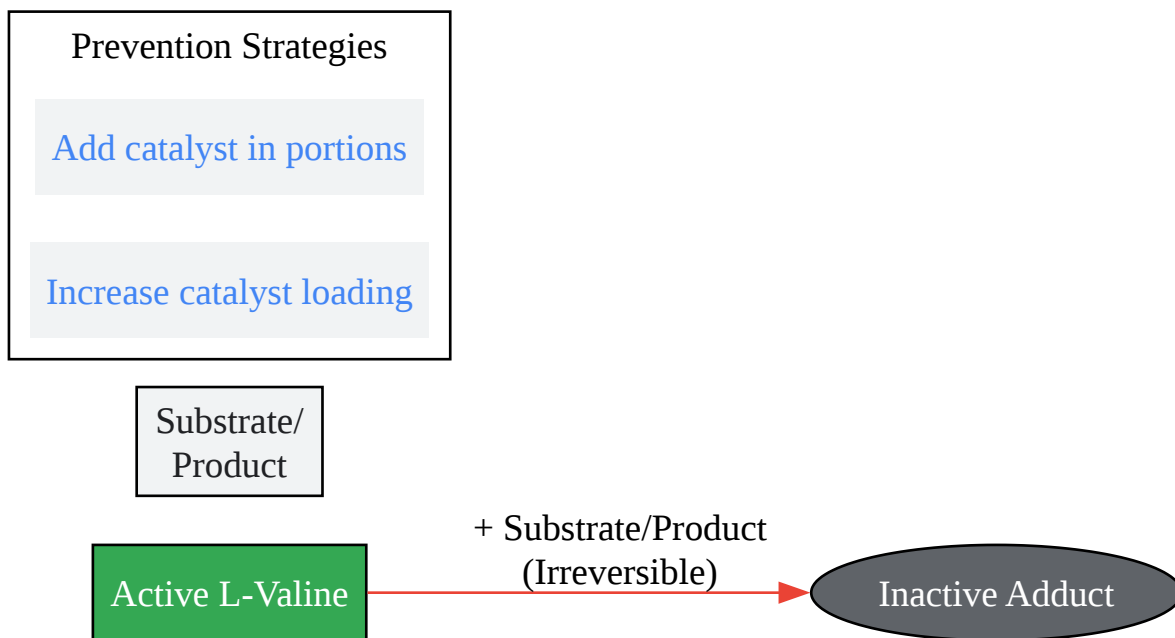 Prevention Strategies
Add catalyst in portions
Increase catalyst loading
Substrate/
Product
+ Substrate/Product
(Irreversible)
Active L-Valine
Inactive Adduct